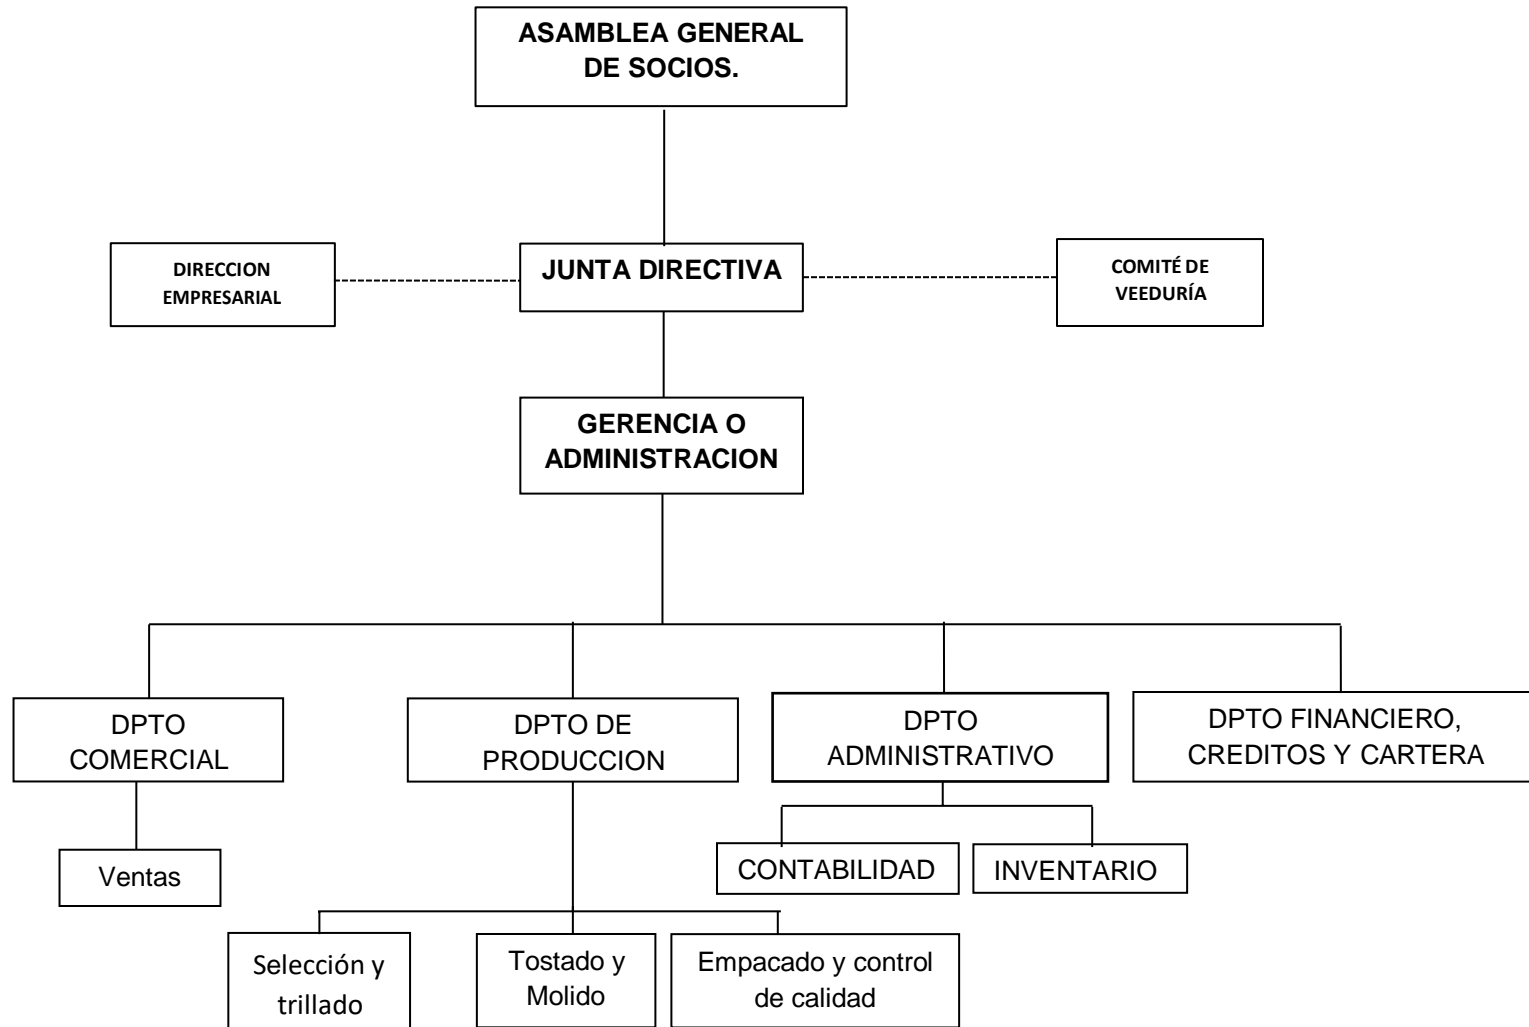 ASAMBLEA GENERAL
DE SOCIOS.
DIRECCION
EMPRESARIAL
JUNTA DIRECTIVA
COMITÉ DE
VEEDURÍA
GERENCIA O
ADMINISTRACION
DPTO
COMERCIAL
DPTO DE
PRODUCCION
DPTO
ADMINISTRATIVO
DPTO FINANCIERO,
CREDITOS Y CARTERA
Ventas
CONTABILIDAD
INVENTARIO
Selección y
trillado
Tostado y
Molido
Empacado y control
de calidad